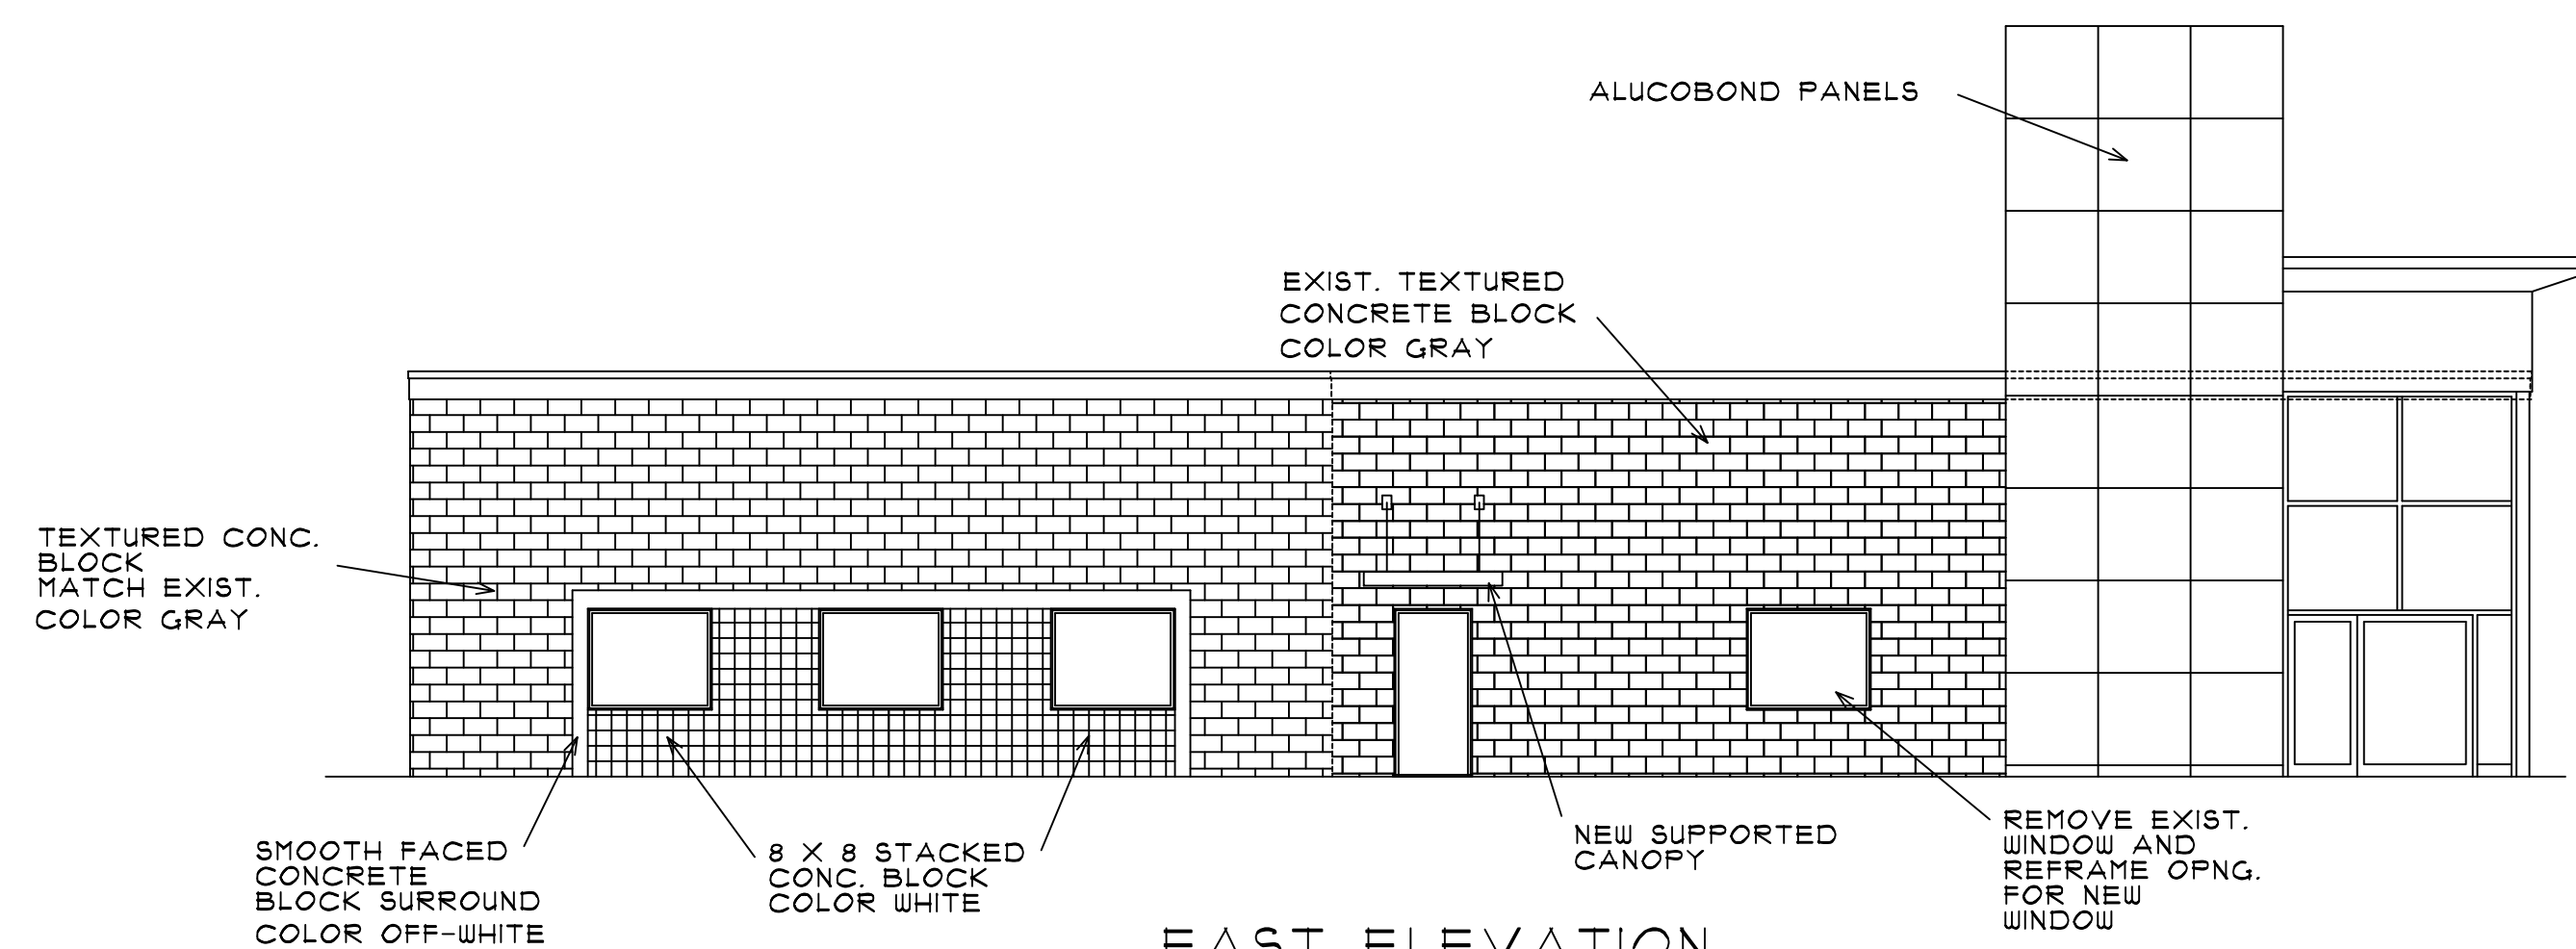 ALUCOBOND PANELS
EXIST. TEXTURED
CONCRETE BLOCK
COLOR GRAY
TEXTURED CONC.
BLOCK
MATCH EXIST.
COLOR GRAY
SMOOTH FACED
CONCRETE
BLOCK SURROUND
COLOR OFF-WHITE
8 X 8 STACKED
CONC. BLOCK
COLOR WHITE
NEW SUPPORTED
CANOPY
REMOVE EXIST.
WINDOW AND
REFRAME OPNG.
FOR NEW
WINDOW
EAST ELEVATION